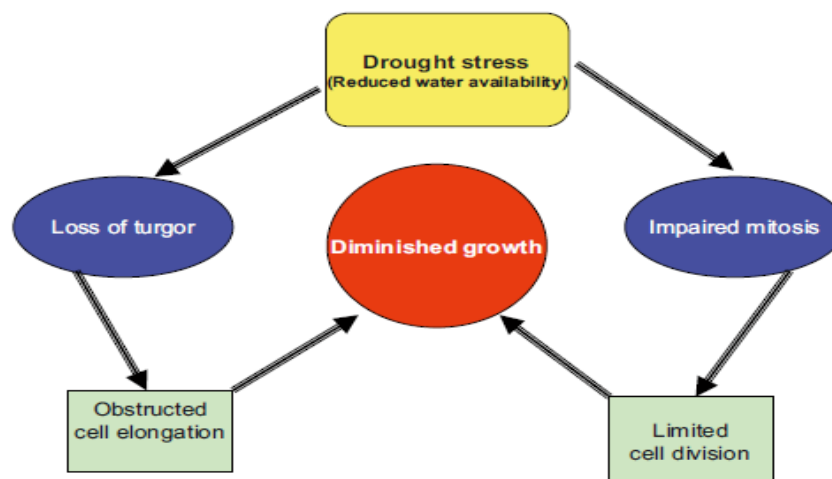 Drought stress
(Reduced water availability)
Loss of turgor
Diminished growth
Impaired mitosis
Obstructed
cell elongation
Limited
cell division